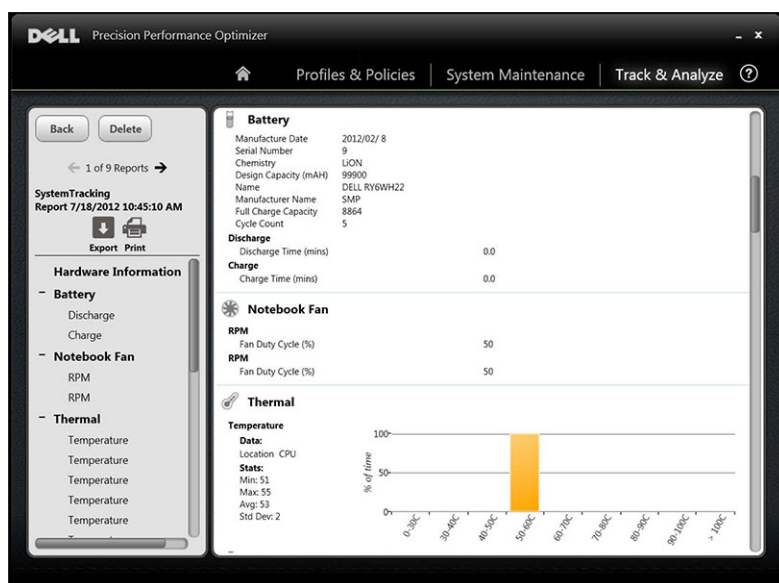 DELL Precision Performance Optimizer
Profiles & Policies System Maintenance Track & Analyze ?
Back Delete
1 of 9 Reports
SystemTracking
Report 7/18/2012 10:45:10 AM
Export Print
Hardware Information
− Battery
Discharge
Charge
− Notebook Fan
RPM
RPM
− Thermal
Temperature
Temperature
Temperature
Temperature
Temperature
Battery
Manufacture Date 2012/02/ 8
Serial Number 9
Chemistry LiON
Design Capacity (mAH) 99900
Name DELL RY6WH22
Manufacturer Name SMP
Full Charge Capacity 8864
Cycle Count 5
Discharge
Discharge Time (mins) 0.0
Charge
Charge Time (mins) 0.0
Notebook Fan
RPM
Fan Duty Cycle (%) 50
RPM
Fan Duty Cycle (%) 50
Thermal
Temperature
Data:
Location CPU
Stats:
Min: 51
Max: 55
Avg: 53
Std Dev: 2
% of time
100
50
0
0-30C 30-40C 40-50C 50-60C 60-70C 70-80C 80-90C 90-100C > 100C